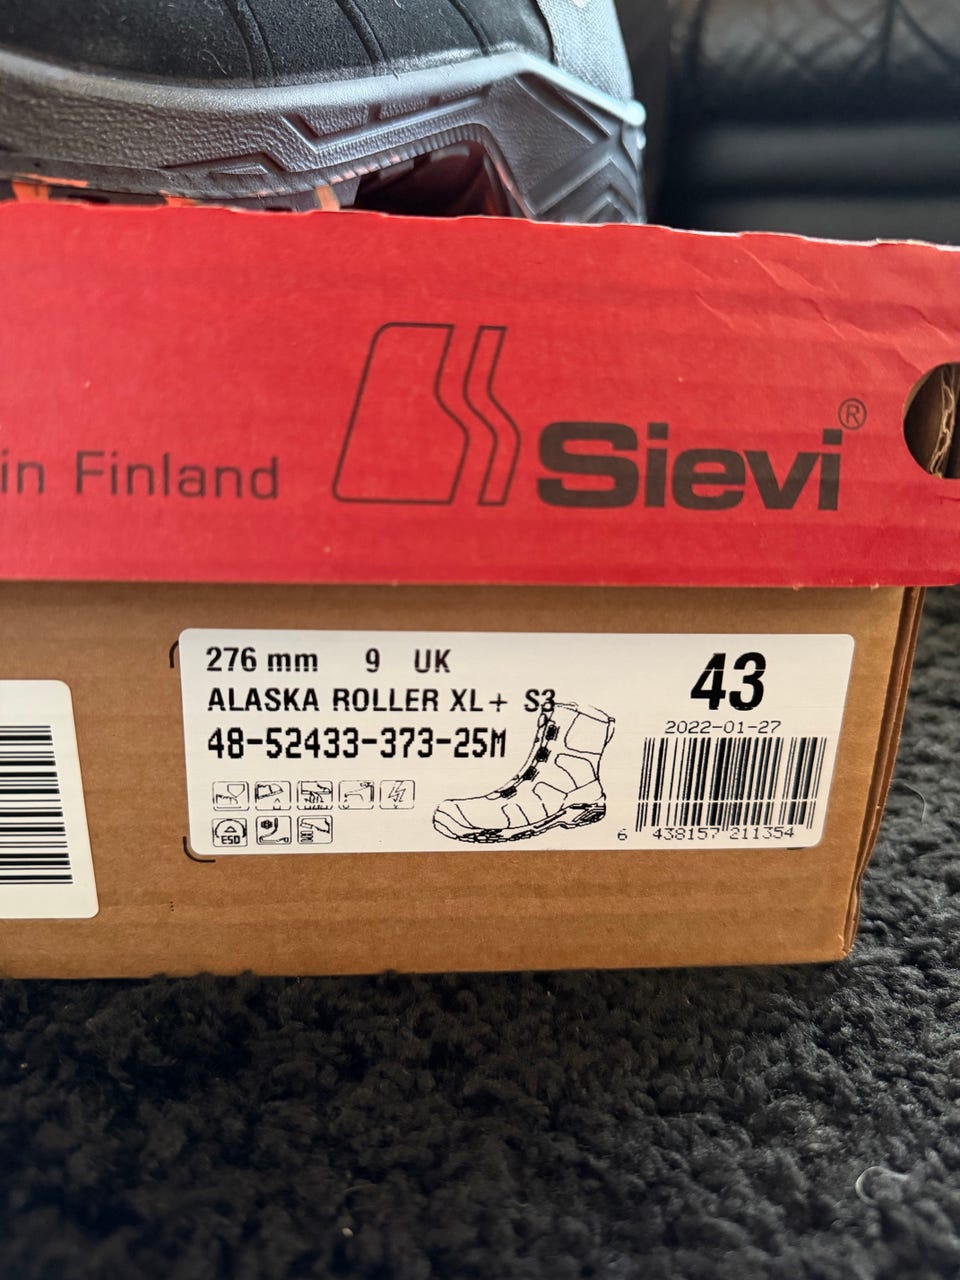 in Finland
Sievi®
276 mm 9 UK
ALASKA ROLLER XL+ S3
48-52433-373-25M
ESD
43
2022-01-27
6 438157 211354